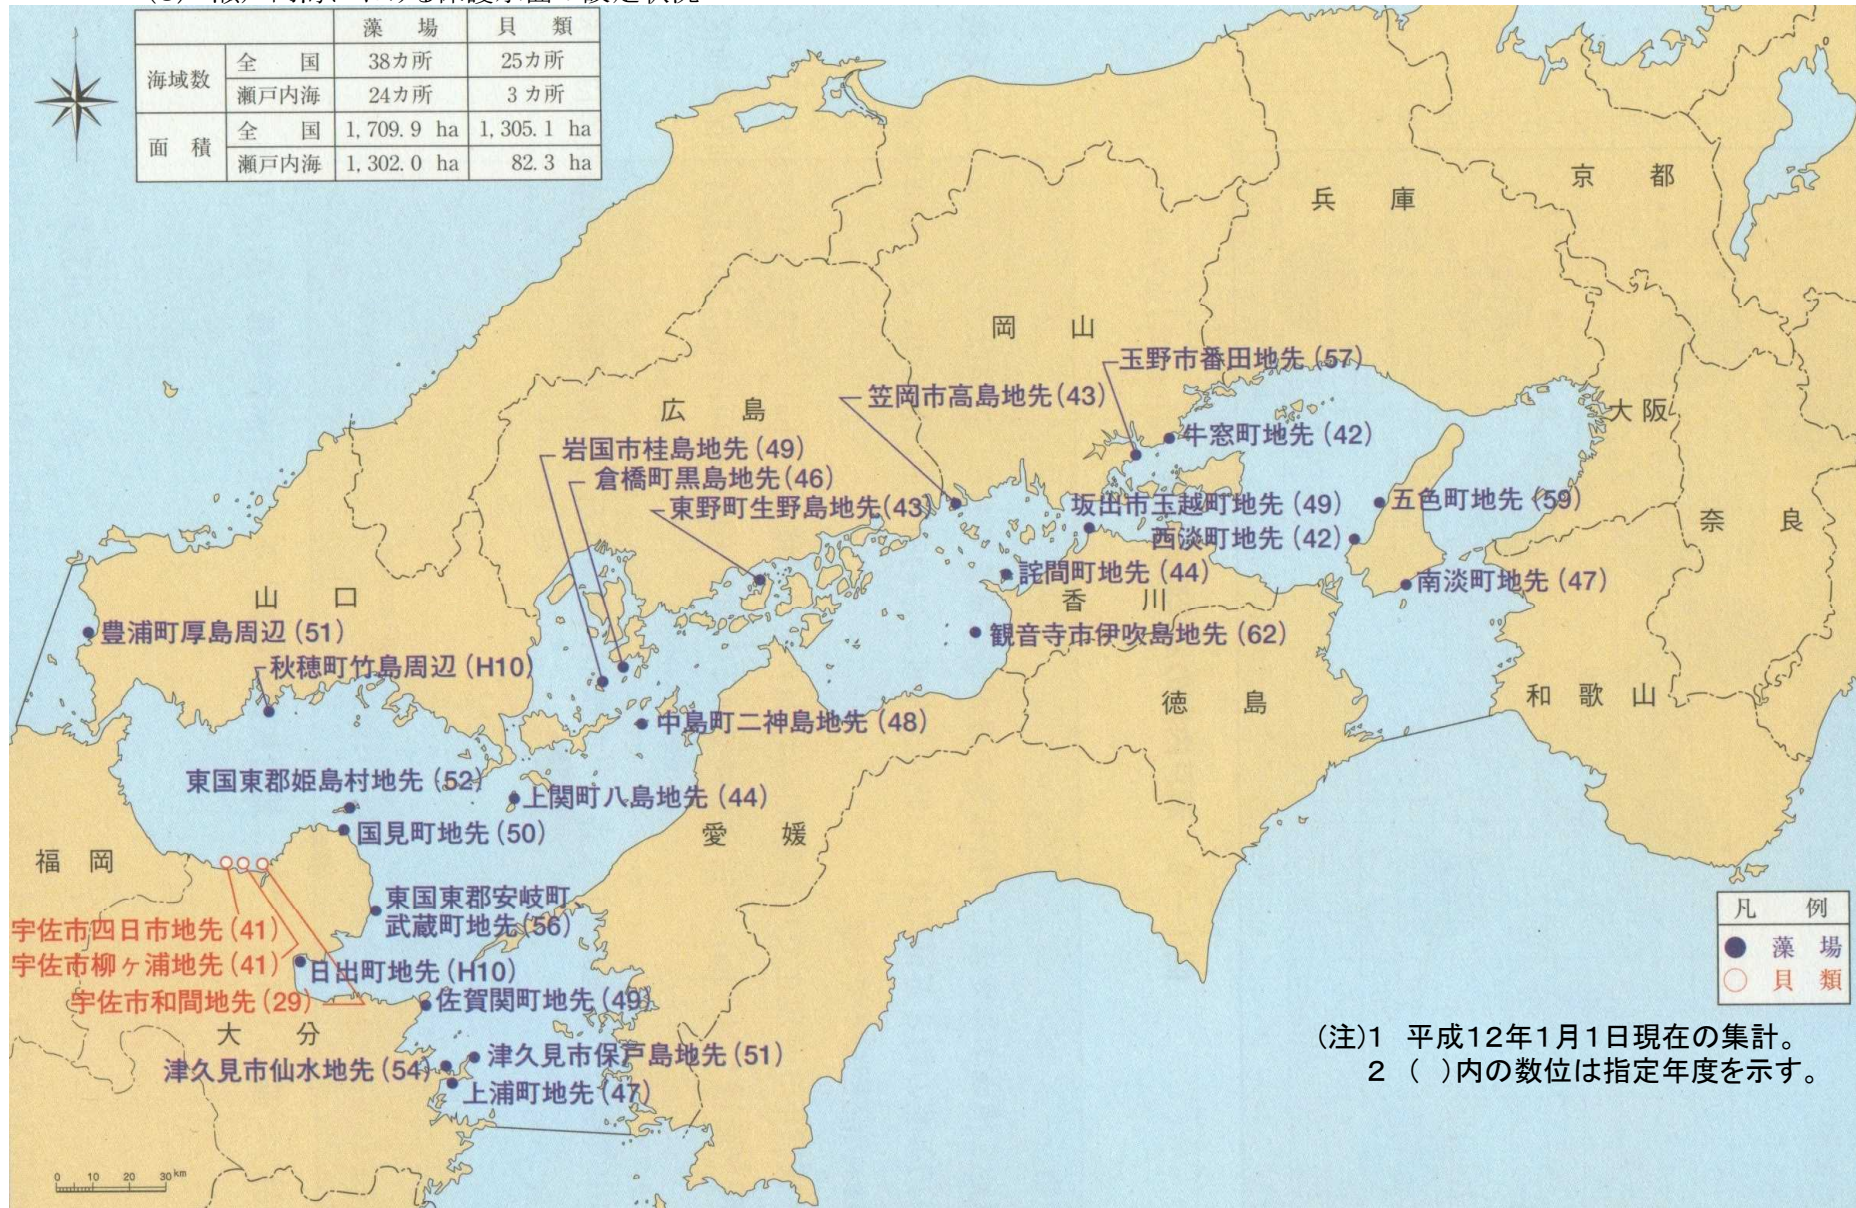 藻 場 貝 類
海域数 全 国 38カ所 25カ所
瀬戸内海 24カ所 3カ所
面 積 全 国 1,709.9 ha 1,305.1 ha
瀬戸内海 1,302.0 ha 82.3 ha
京 都
兵 庫
岡 山
玉野市番田地先(57)
笠岡市高島地先(43)
広 島
大阪
牛窓町地先(42)
岩国市桂島地先(49)
倉橋町黒島地先(46)
東野町生野島地先(43)
坂出市王越町地先(49)
五色町地先(59)
奈 良
西淡町地先(42)
詫間町地先(44)
南淡町地先(47)
山 口
香 川
豊浦町厚島周辺(51)
観音寺市伊吹島地先(62)
秋穂町竹島周辺(H10)
徳 島
和 歌 山
中島町二神島地先(48)
東国東郡姫島村地先(52)
上関町八島地先(44)
国見町地先(50)
愛 媛
福 岡
東国東郡安岐町、
武蔵町地先(56)
宇佐市四日市地先(41)
宇佐市柳ヶ浦地先(41)
日出町地先(H10)
宇佐市和間地先(29)
佐賀関町地先(49)
大 分
津久見市保戸島地先(51)
津久見市仙水地先(54)
上浦町地先(47)
凡 例
藻 場
貝 類
(注)1 平成12年1月1日現在の集計。
2 ( )内の数位は指定年度を示す。
0 10 20 30km